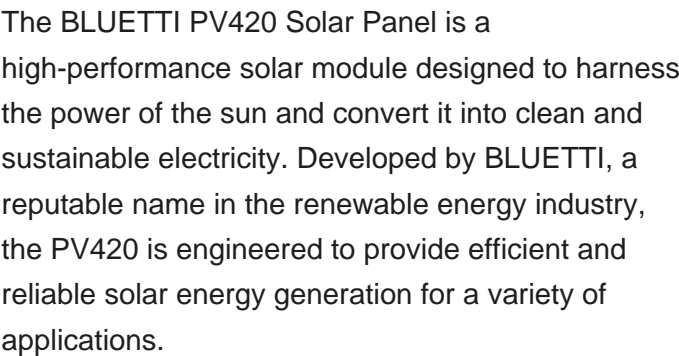 The BLUETTI PV420 Solar Panel is a
high-performance solar module designed to harness
the power of the sun and convert it into clean and
sustainable electricity. Developed by BLUETTI, a
reputable name in the renewable energy industry,
the PV420 is engineered to provide efficient and
reliable solar energy generation for a variety of
applications.